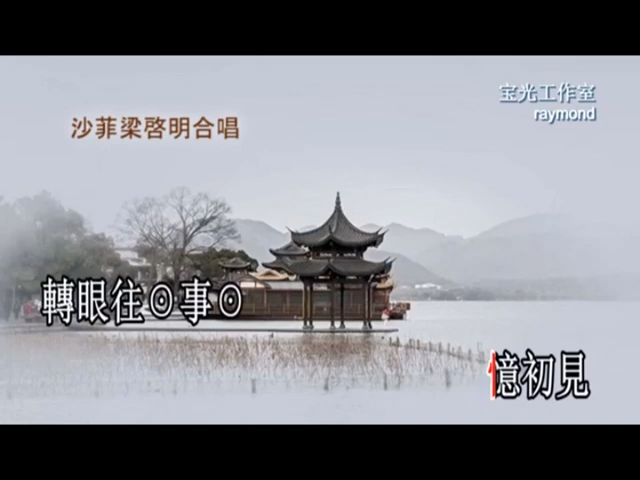 宝光工作室
raymond
沙菲梁啓明合唱
轉眼往⊙事⊙
憶初見